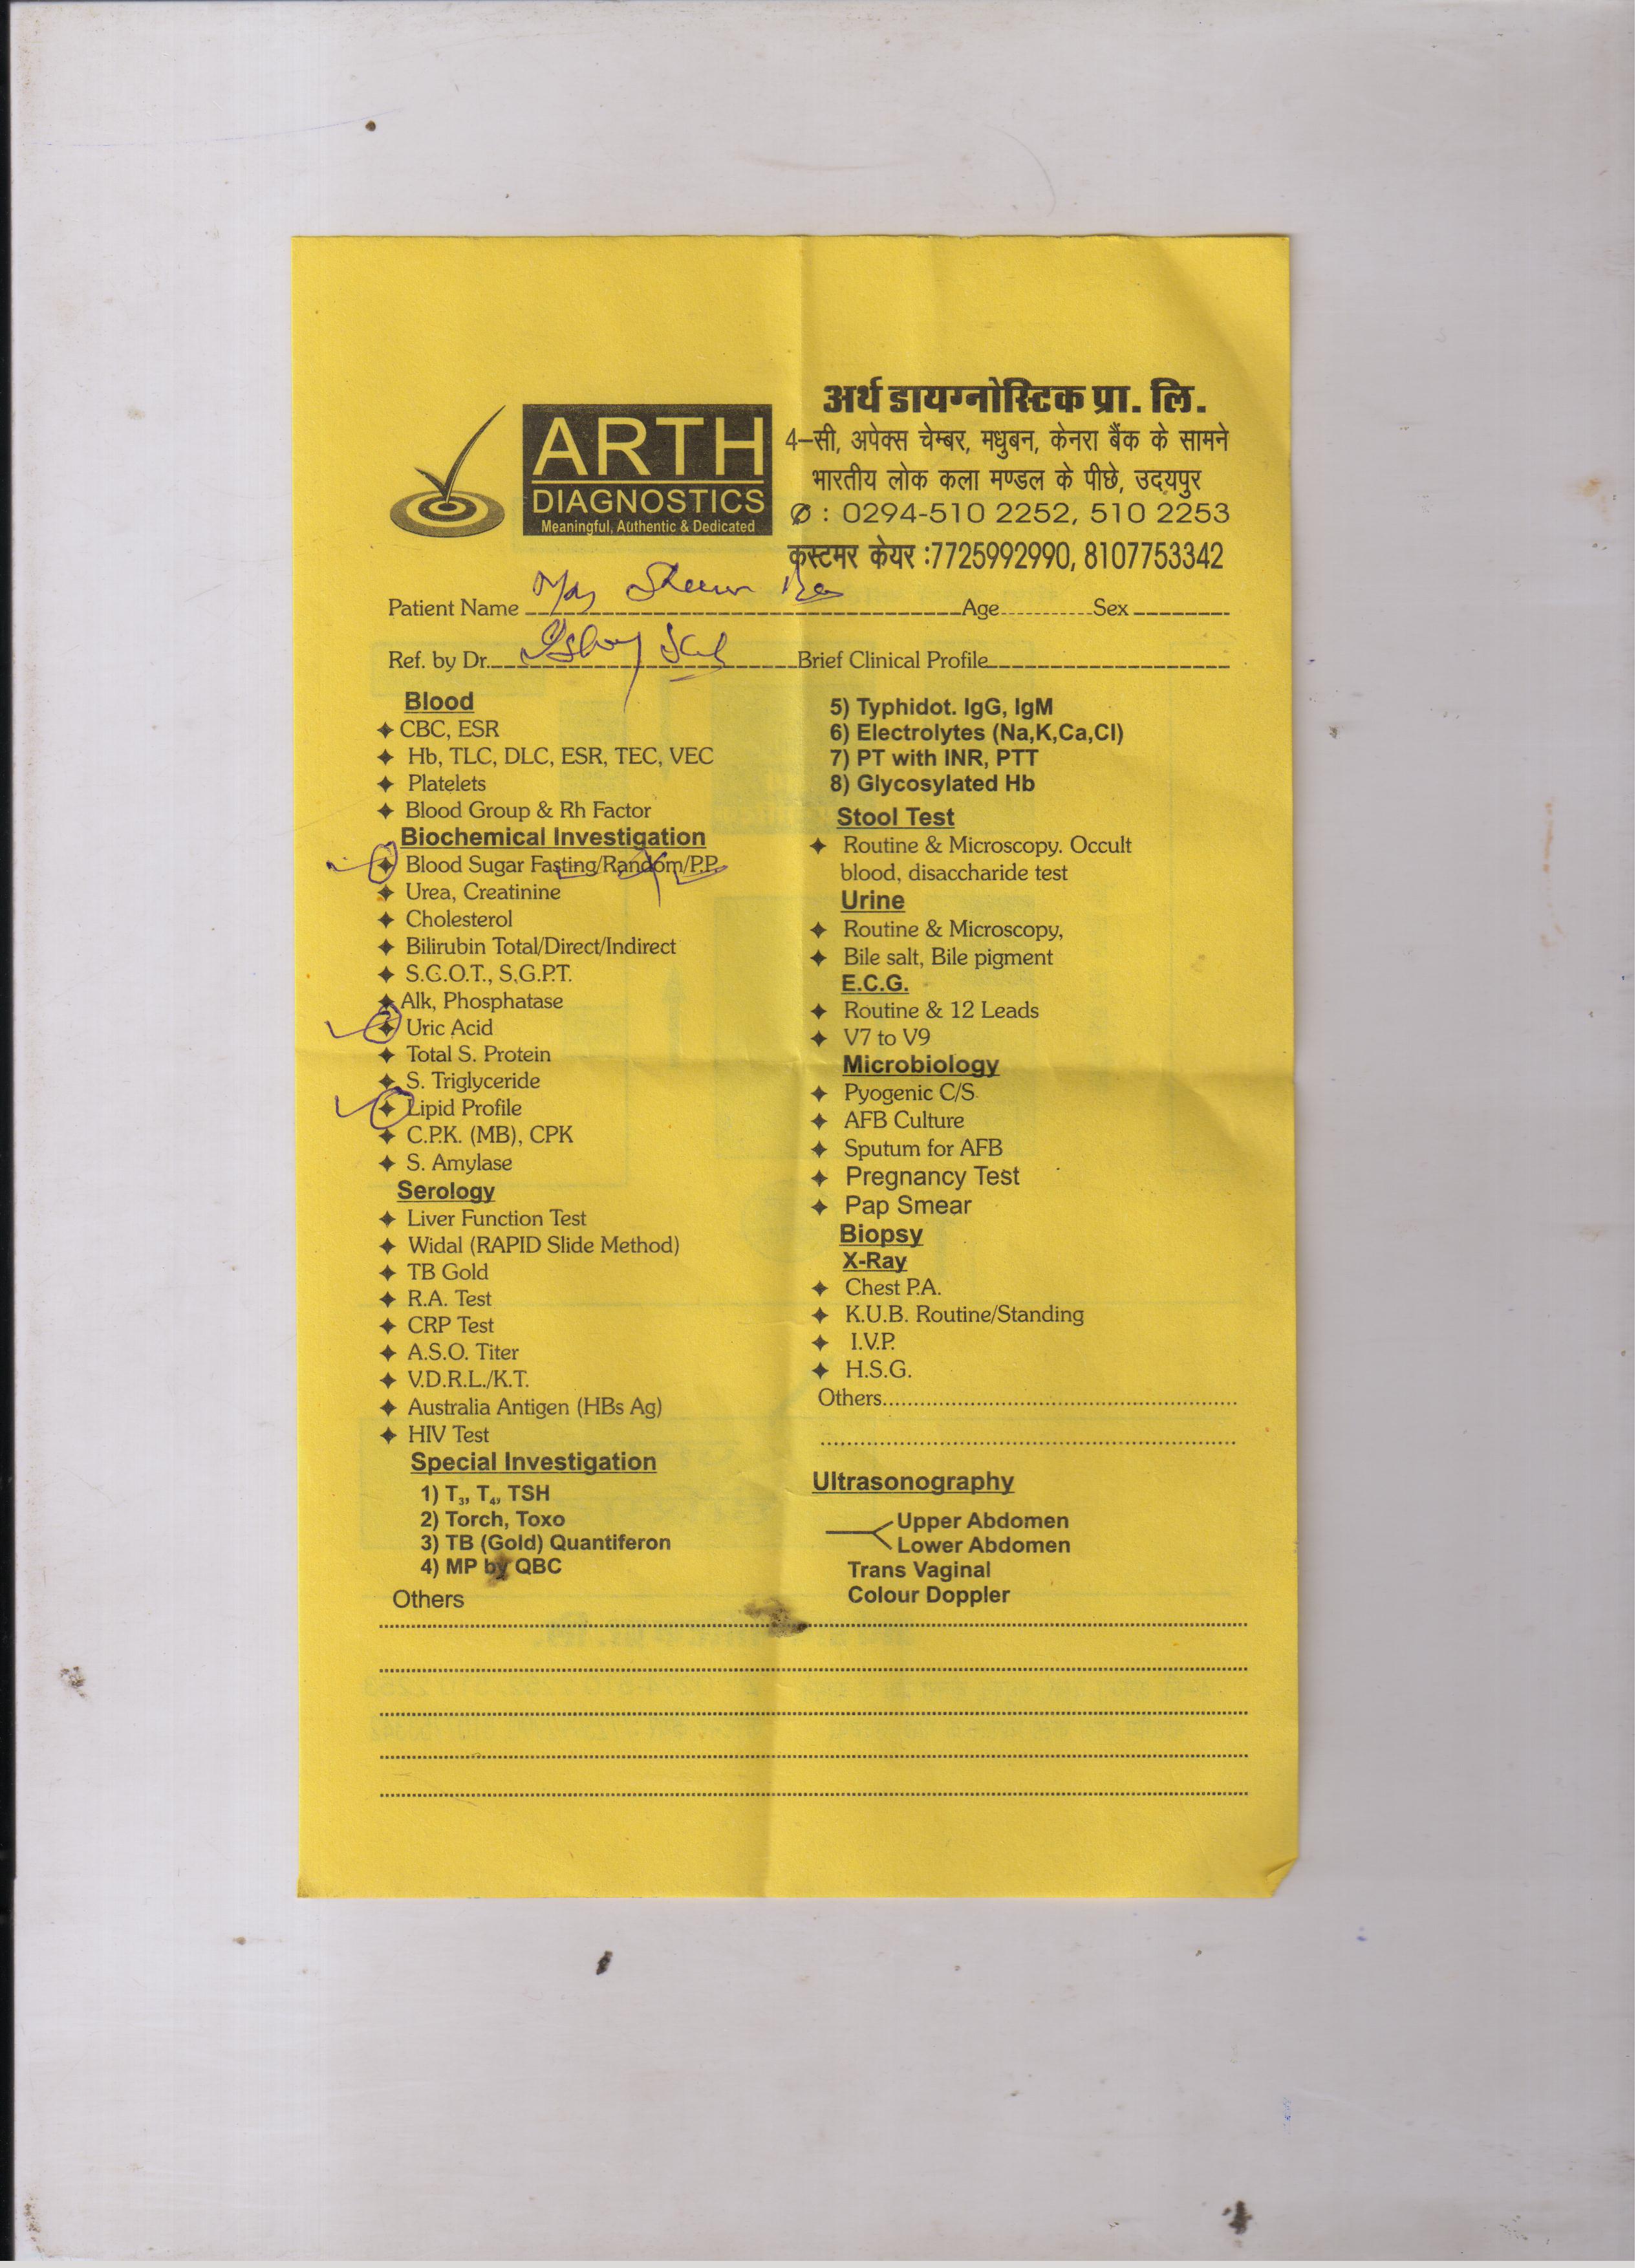 ARTH
DIAGNOSTICS
Meaningful, Authentic & Dedicated
अर्थ डायग्नोस्टिक प्रा. लि.
4–सी, अपेक्स चेम्बर, मधुबन, केनरा बैंक के सामने
भारतीय लोक कला मण्डल के पीछे, उदयपुर
: 0294-510 2252, 510 2253
कस्टमर केयर :7725992990, 8107753342
Patient Name Age Sex
Ref. by Dr. Brief Clinical Profile
Blood
CBC, ESR
Hb, TLC, DLC, ESR, TEC, VEC
Platelets
Blood Group & Rh Factor
Biochemical Investigation
Blood Sugar Fasting/Random/P.P.
Urea, Creatinine
Cholesterol
Bilirubin Total/Direct/Indirect
S.G.O.T., S.G.P.T.
Alk, Phosphatase
Uric Acid
Total S. Protein
S. Triglyceride
Lipid Profile
C.P.K. (MB), CPK
S. Amylase
Serology
Liver Function Test
Widal (RAPID Slide Method)
TB Gold
R.A. Test
CRP Test
A.S.O. Titer
V.D.R.L./K.T.
Australia Antigen (HBs Ag)
HIV Test
Special Investigation
1) T3, T4, TSH
2) Torch, Toxo
3) TB (Gold) Quantiferon
4) MP by QBC
Others
5) Typhidot. IgG, IgM
6) Electrolytes (Na,K,Ca,Cl)
7) PT with INR, PTT
8) Glycosylated Hb
Stool Test
Routine & Microscopy. Occult
blood, disaccharide test
Urine
Routine & Microscopy,
Bile salt, Bile pigment
E.C.G.
Routine & 12 Leads
V7 to V9
Microbiology
Pyogenic C/S
AFB Culture
Sputum for AFB
Pregnancy Test
Pap Smear
Biopsy
X-Ray
Chest P.A.
K.U.B. Routine/Standing
I.V.P.
H.S.G.
Others
Ultrasonography
Upper Abdomen
Lower Abdomen
Trans Vaginal
Colour Doppler